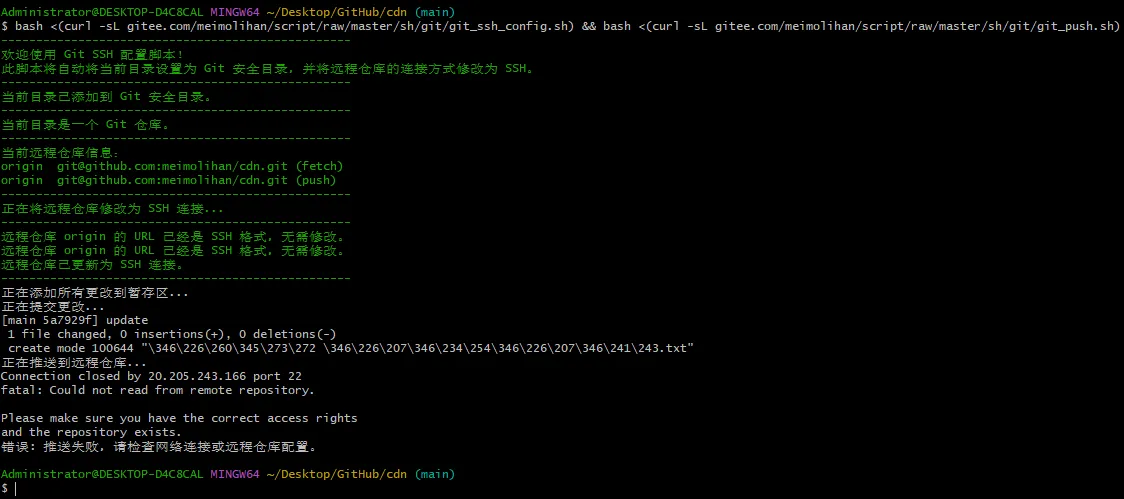 Administrator@DESKTOP-D4C8CAL MINGW64 ~/Desktop/GitHub/cdn (main)
$ bash <(curl -sL gitee.com/meimolihan/script/raw/master/sh/git/git_ssh_config.sh) && bash <(curl -sL gitee.com/meimolihan/script/raw/master/sh/git/git_push.sh)
--------------------------------------------------
欢迎使用 Git SSH 配置脚本!
此脚本将自动将当前目录设置为 Git 安全目录，并将远程仓库的连接方式修改为 SSH。
--------------------------------------------------
当前目录已添加到 Git 安全目录。
--------------------------------------------------
当前目录是一个 Git 仓库。
--------------------------------------------------
当前远程仓库信息：
origin  git@github.com:meimolihan/cdn.git (fetch)
origin  git@github.com:meimolihan/cdn.git (push)
--------------------------------------------------
正在将远程仓库修改为 SSH 连接...
--------------------------------------------------
远程仓库 origin 的 URL 已经是 SSH 格式，无需修改。
远程仓库 origin 的 URL 已经是 SSH 格式，无需修改。
远程仓库已更新为 SSH 连接。
--------------------------------------------------
正在添加所有更改到暂存区...
正在提交更改...
[main 5a7929f] update
 1 file changed, 0 insertions(+), 0 deletions(-)
 create mode 100644 "\346\226\260\345\273\272 \346\226\207\346\234\254\346\226\207\346\241\243.txt"
正在推送到远程仓库...
Connection closed by 20.205.243.166 port 22
fatal: Could not read from remote repository.

Please make sure you have the correct access rights
and the repository exists.
错误：推送失败，请检查网络连接或远程仓库配置。

Administrator@DESKTOP-D4C8CAL MINGW64 ~/Desktop/GitHub/cdn (main)
$